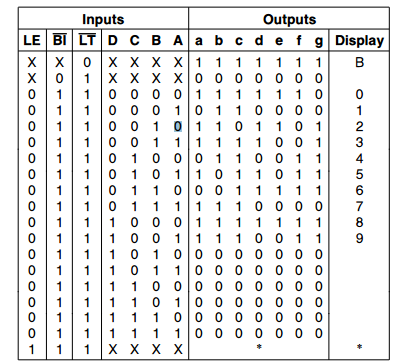 Inputs Outputs
LE B̅I̅ L̅T̅ D C B A a b c d e f g Display
X X 0 X X X X 1 1 1 1 1 1 1 B
X 0 1 X X X X 0 0 0 0 0 0 0
0 1 1 0 0 0 0 1 1 1 1 1 1 0 0
0 1 1 0 0 0 1 0 1 1 0 0 0 0 1
0 1 1 0 0 1 0 1 1 0 1 1 0 1 2
0 1 1 0 0 1 1 1 1 1 1 0 0 1 3
0 1 1 0 1 0 0 0 1 1 0 0 1 1 4
0 1 1 0 1 0 1 1 0 1 1 0 1 1 5
0 1 1 0 1 1 0 0 0 1 1 1 1 1 6
0 1 1 0 1 1 1 1 1 1 0 0 0 0 7
0 1 1 1 0 0 0 1 1 1 1 1 1 1 8
0 1 1 1 0 0 1 1 1 1 0 0 1 1 9
0 1 1 1 0 1 0 0 0 0 0 0 0 0
0 1 1 1 0 1 1 0 0 0 0 0 0 0
0 1 1 1 1 0 0 0 0 0 0 0 0 0
0 1 1 1 1 0 1 0 0 0 0 0 0 0
0 1 1 1 1 1 0 0 0 0 0 0 0 0
0 1 1 1 1 1 1 0 0 0 0 0 0 0
1 1 1 X X X X * *